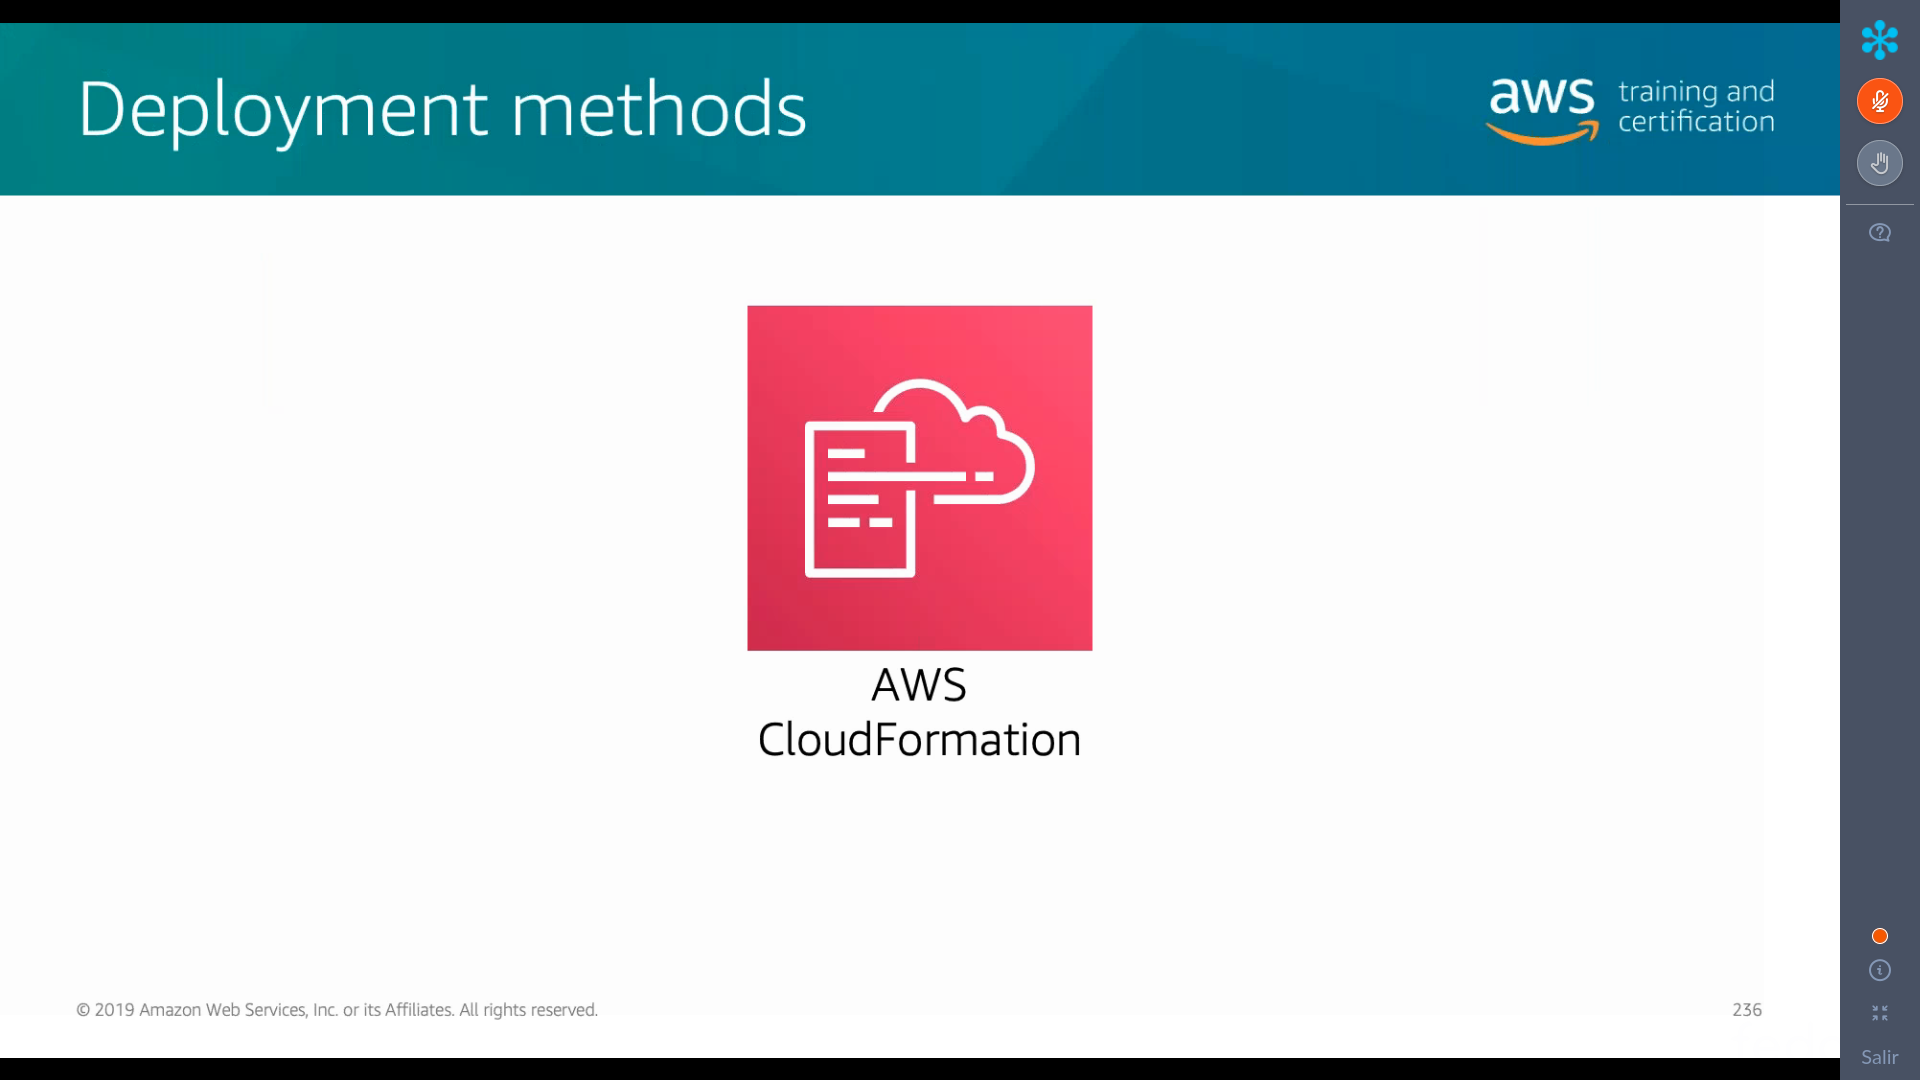 Deployment methods
aws training and
certification
AWS
CloudFormation
© 2019 Amazon Web Services, Inc. or its Affiliates. All rights reserved.
236
Salir